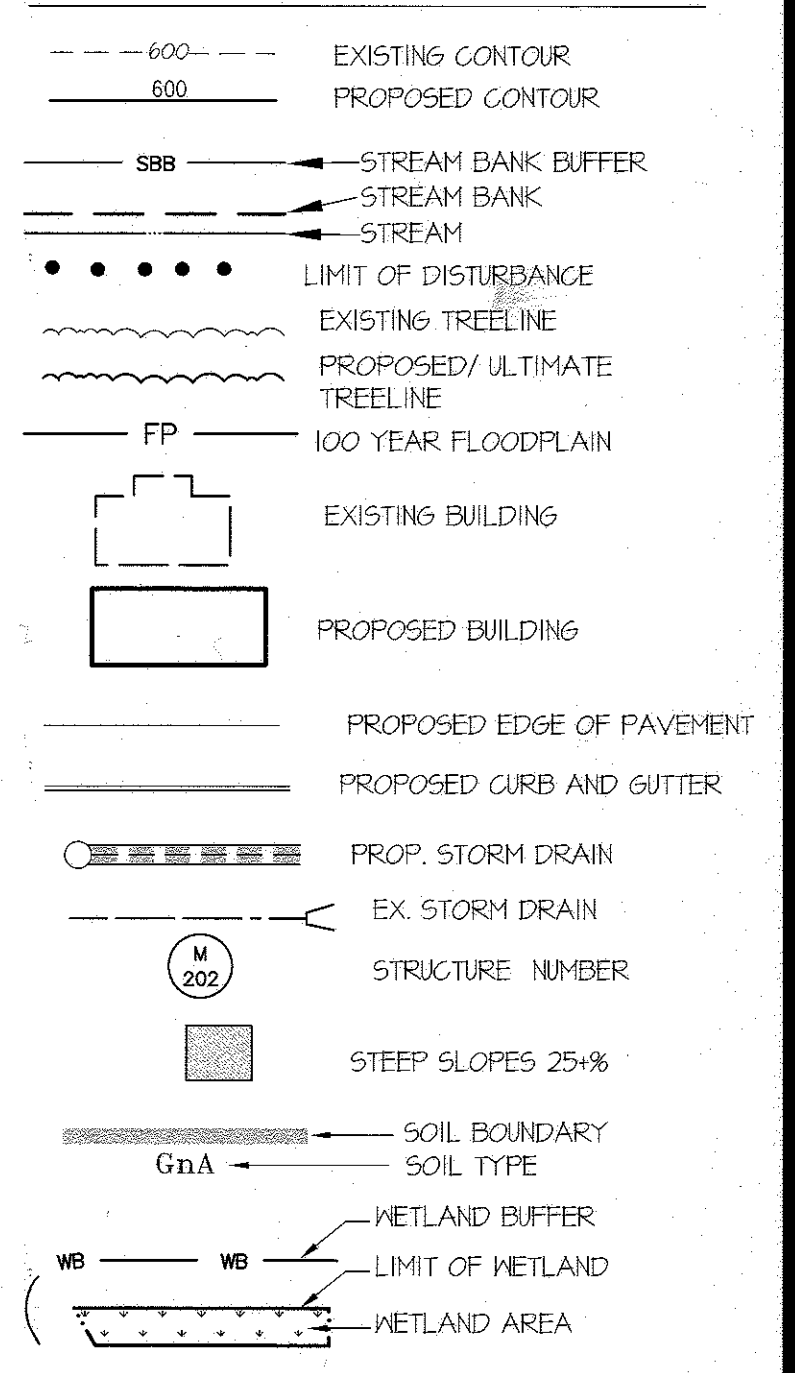 600 EXISTING CONTOUR
600 PROPOSED CONTOUR
SBB STREAM BANK BUFFER
STREAM BANK
STREAM
LIMIT OF DISTURBANCE
EXISTING TREELINE
PROPOSED/ ULTIMATE
TREELINE
FP 100 YEAR FLOODPLAIN
EXISTING BUILDING
PROPOSED BUILDING
PROPOSED EDGE OF PAVEMENT
PROPOSED CURB AND GUTTER
PROP. STORM DRAIN
EX. STORM DRAIN
M
202
STRUCTURE NUMBER
STEEP SLOPES 25+%
SOIL BOUNDARY
GnA SOIL TYPE
WETLAND BUFFER
WB WB
LIMIT OF WETLAND
WETLAND AREA